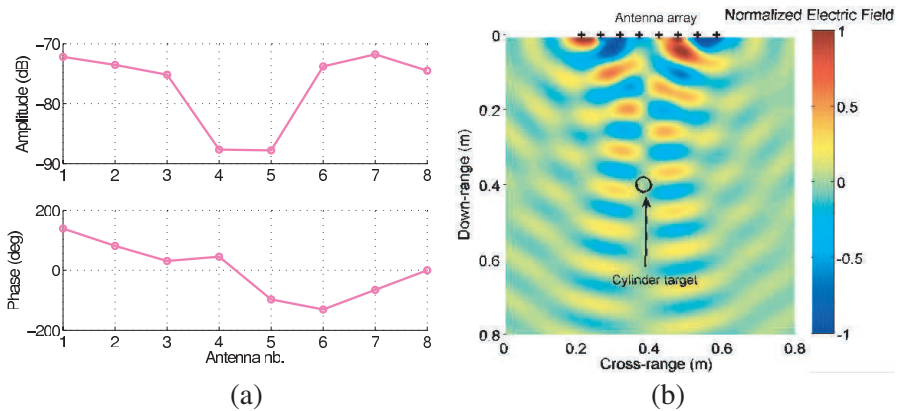 −70
−80
−90
Amplitude (dB)
1 2 3 4 5 6 7 8
200
0
−200
Phase (deg)
1 2 3 4 5 6 7 8
Antenna nb.
(a)
Antenna array
Normalized Electric Field
0
0.2
0.4
0.6
0.8
Down-range (m)
Cylinder target
0 0.2 0.4 0.6 0.8
Cross-range (m)
1
0.5
0
-0.5
-1
(b)